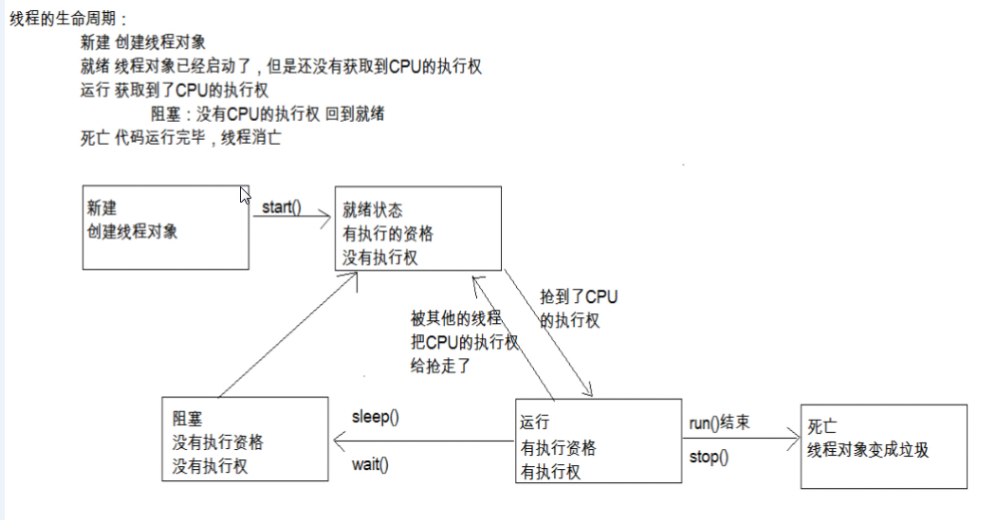 线程的生命周期：
新建 创建线程对象
就绪 线程对象已经启动了，但是还没有获取到CPU的执行权
运行 获取到了CPU的执行权
阻塞：没有CPU的执行权 回到就绪
死亡 代码运行完毕，线程消亡
新建
创建线程对象
start()
就绪状态
有执行的资格
没有执行权
抢到了CPU
的执行权
被其他的线程
把CPU的执行权
给抢走了
阻塞
没有执行资格
没有执行权
sleep()
wait()
运行
有执行资格
有执行权
run()结束
stop()
死亡
线程对象变成垃圾